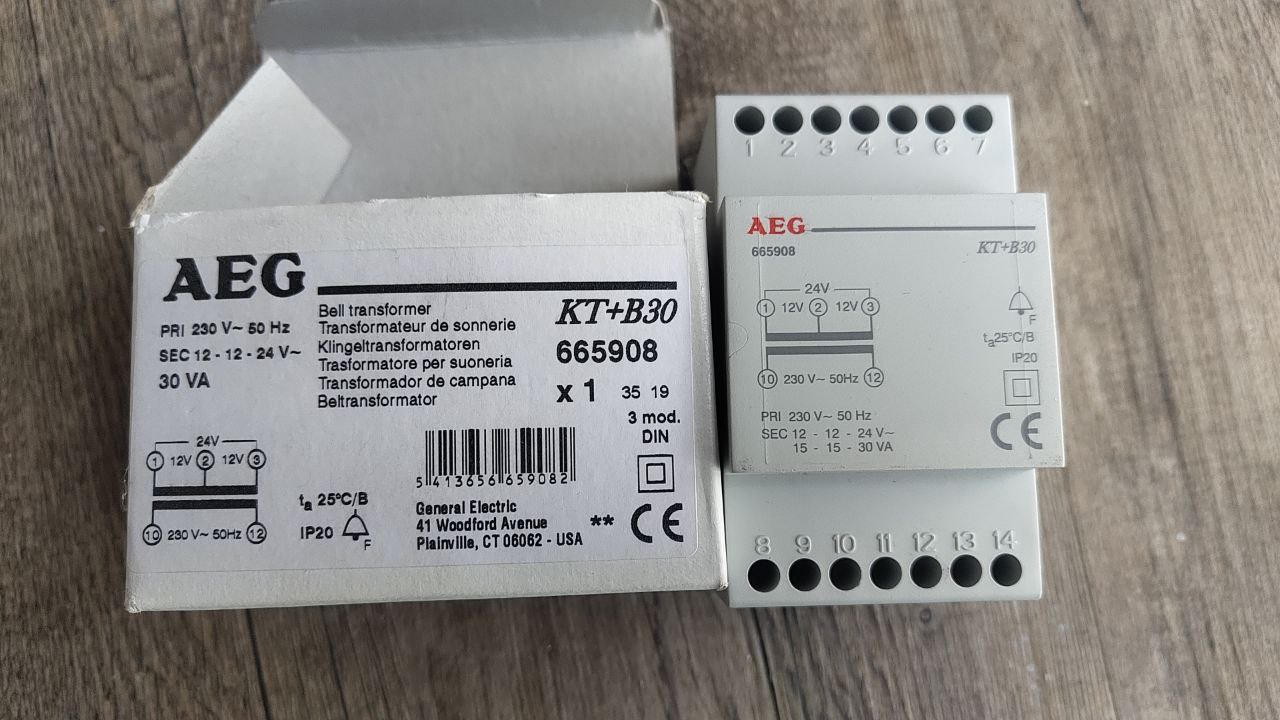 AEG
Bell transformer
Transformateur de sonnerie
Klingeltransformatoren
Trasformatore per suoneria
Transformador de campana
Beltransformator
PRI 230 V~ 50 Hz
SEC 12 - 12 - 24 V~
30 VA
KT+B30
665908
x 1 35 19
3 mod.
DIN
24V
1 12V 2 12V 3
10 230 V~ 50Hz 12
ta 25°C/B
IP20 F
5 413656 659082
General Electric
41 Woodford Avenue
Plainville, CT 06062 - USA
** CE
1 2 3 4 5 6 7
AEG
665908 KT+B30
24V
1 12V 2 12V 3
10 230 V~ 50Hz 12
F
ta25°C/B
IP20
PRI 230 V~ 50 Hz
SEC 12 - 12 - 24 V~
15 - 15 - 30 VA
CE
8 9 10 11 12 13 14